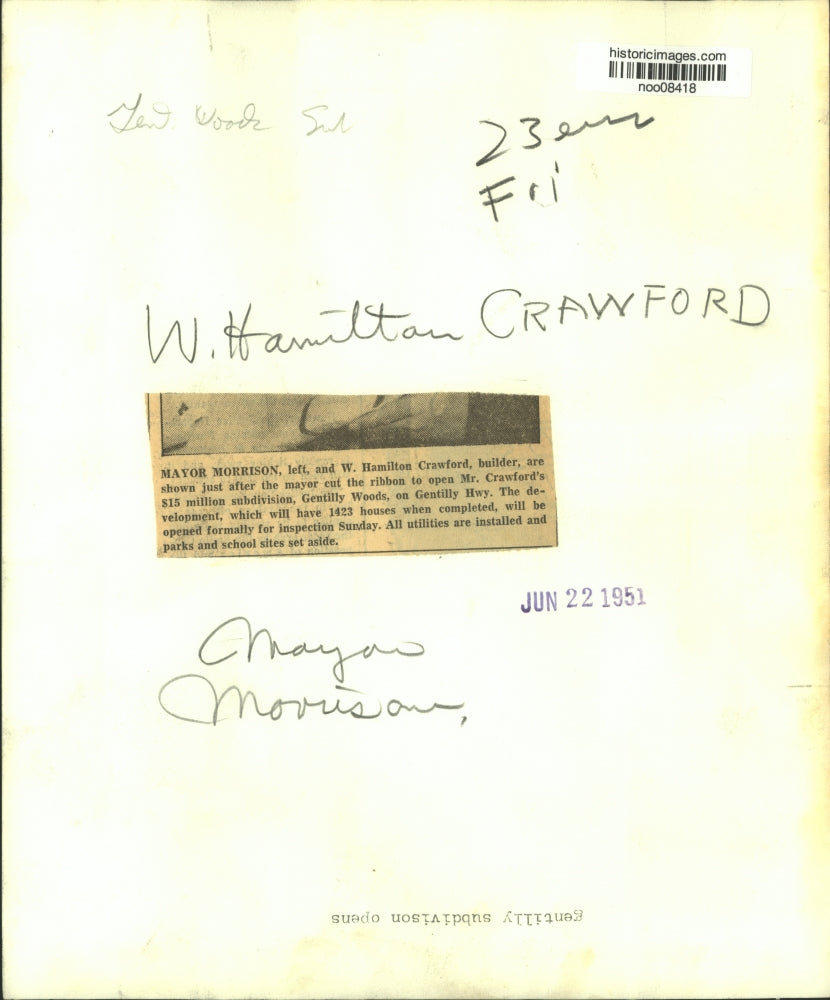 historicimages.com
noo08418
Gent. Woods Sub
23 em
Fri
W. Hamilton CRAWFORD
MAYOR MORRISON, left, and W. Hamilton Crawford, builder, are
shown just after the mayor cut the ribbon to open Mr. Crawford's
$15 million subdivision, Gentilly Woods, on Gentilly Hwy. The de-
velopment, which will have 1423 houses when completed, will be
opened formally for inspection Sunday. All utilities are installed and
parks and school sites set aside.
JUN 22 1951
Mayor
Morrison,
gentilly subdivison opens